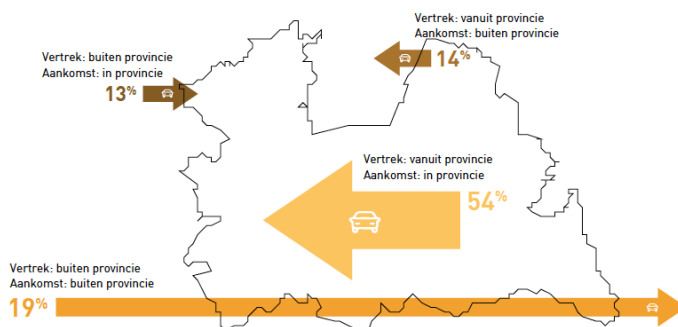 Vertrek: vanuit provincie
Aankomst: buiten provincie
14%
Vertrek: buiten provincie
Aankomst: in provincie
13%
Vertrek: vanuit provincie
Aankomst: in provincie
54%
Vertrek: buiten provincie
Aankomst: buiten provincie
19%